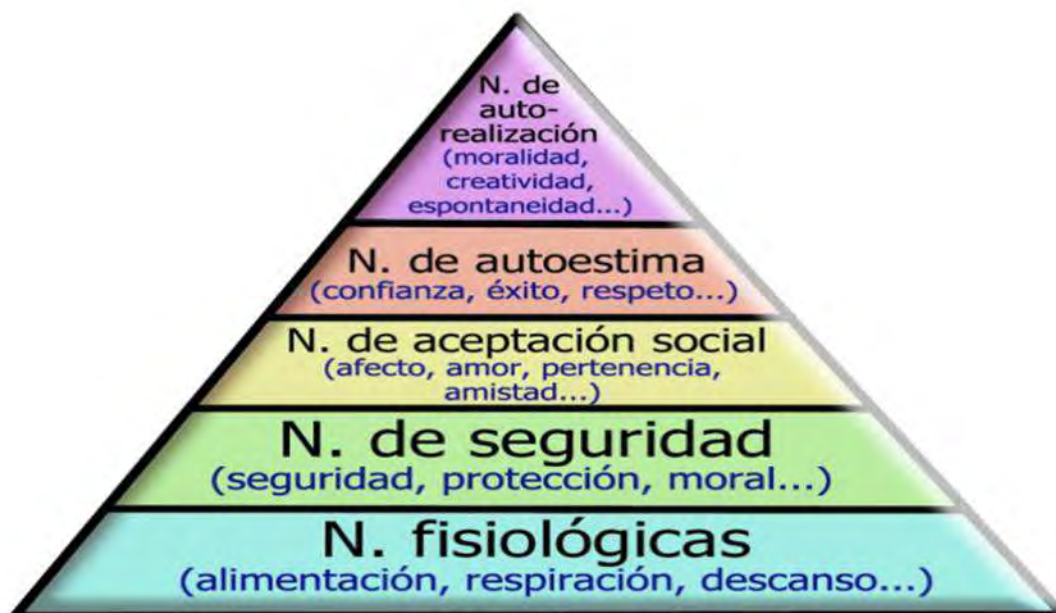 N. de
auto-
realización
(moralidad,
creatividad,
espontaneidad...)
N. de autoestima
(confianza, éxito, respeto...)
N. de aceptación social
(afecto, amor, pertenencia,
amistad...)
N. de seguridad
(seguridad, protección, moral...)
N. fisiológicas
(alimentación, respiración, descanso...)